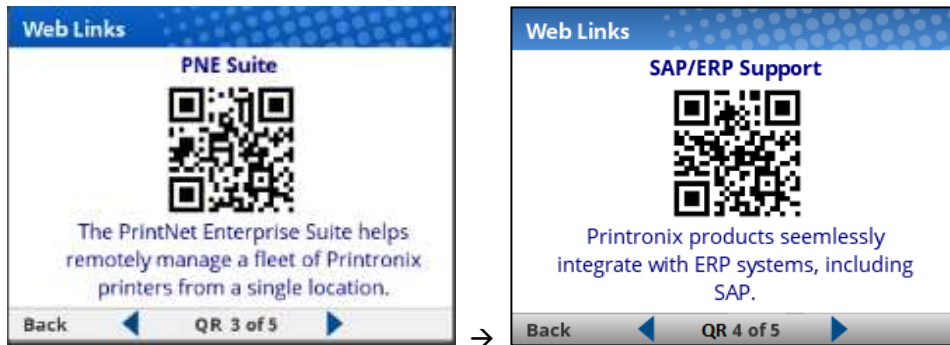 Web Links
PNE Suite
The PrintNet Enterprise Suite helps
remotely manage a fleet of Printronix
printers from a single location.
Back QR 3 of 5
→
Web Links
SAP/ERP Support
Printronix products seemlessly
integrate with ERP systems, including
SAP.
Back QR 4 of 5